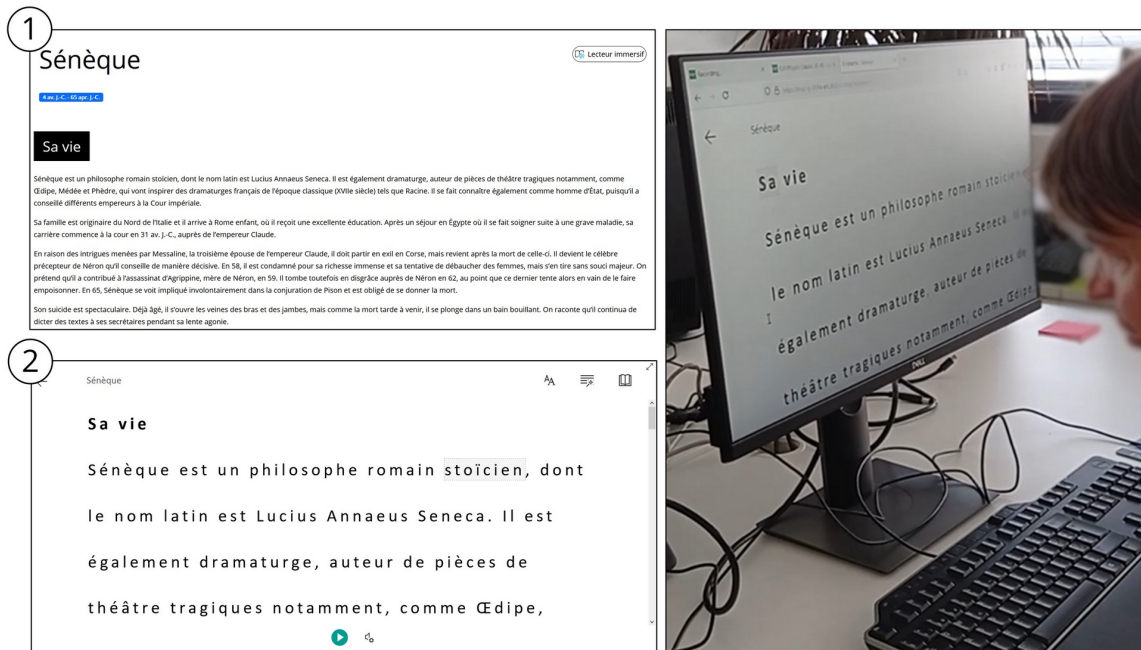 1
Sénèque
Lecteur immersif
4 av. J.-C. - 65 apr. J.-C.
Sa vie
Sénèque est un philosophe romain stoïcien, dont le nom latin est Lucius Annaeus Seneca. Il est également dramaturge, auteur de pièces de théâtre tragiques notamment, comme
Œdipe, Médée et Phèdre, qui vont inspirer des dramaturges français de l'époque classique (XVIIe siècle) tels que Racine. Il se fait connaître également comme homme d'État, puisqu'il a
conseillé différents empereurs à la Cour impériale.
Sa famille est originaire du Nord de l'Italie et il arrive à Rome enfant, où il reçoit une excellente éducation. Après un séjour en Égypte où il se fait soigner suite à une grave maladie, sa
carrière commence à la cour en 31 av. J.-C., auprès de l'empereur Claude.
En raison des intrigues menées par Messaline, la troisième épouse de l'empereur Claude, il doit partir en exil en Corse, mais revient après la mort de celle-ci. Il devient le célèbre
précepteur de Néron qu'il conseille de manière décisive. En 58, il est condamné pour sa richesse immense et sa tentative de débaucher des femmes, mais s'en tire sans souci majeur. On
prétend qu'il a contribué à l'assassinat d'Agrippine, mère de Néron, en 59. Il tombe toutefois en disgrâce auprès de Néron en 62, au point que ce dernier tente alors en vain de le faire
empoisonner. En 65, Sénèque se voit impliqué involontairement dans la conjuration de Pison et est obligé de se donner la mort.
Son suicide est spectaculaire. Déjà âgé, il s'ouvre les veines des bras et des jambes, mais comme la mort tarde à venir, il se plonge dans un bain bouillant. On raconte qu'il continua de
dicter des textes à ses secrétaires pendant sa lente agonie.
2
Sénèque
AA
Sa vie
Sénèque est un philosophe romain stoïcien, dont
le nom latin est Lucius Annaeus Seneca. Il est
également dramaturge, auteur de pièces de
théâtre tragiques notamment, comme Œdipe,
Sénèque
Sa vie
Sénèque est un philosophe romain stoïcien
le nom latin est Lucius Annaeus Seneca. Il
également dramaturge, auteur de pièces de
théâtre tragiques notamment, comme Œdipe,
DELL